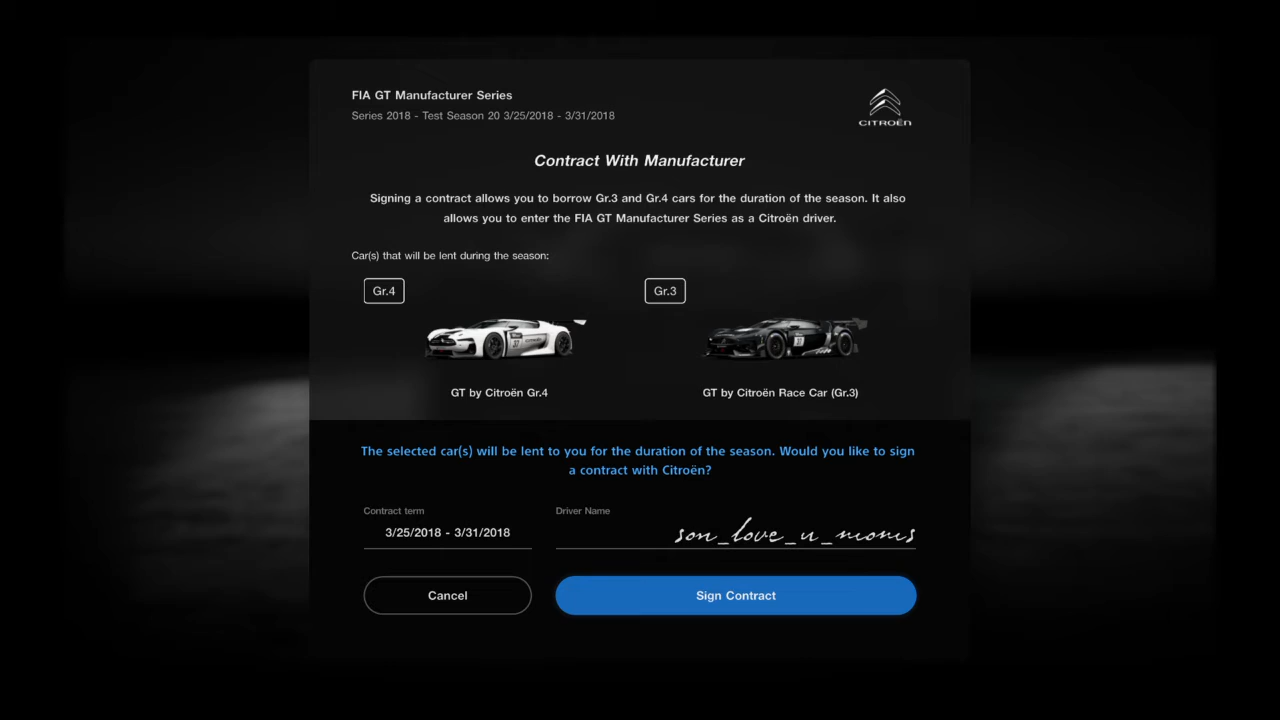 FIA GT Manufacturer Series
Series 2018 - Test Season 20 3/25/2018 - 3/31/2018
CITROËN
Contract With Manufacturer
Signing a contract allows you to borrow Gr.3 and Gr.4 cars for the duration of the season. It also
allows you to enter the FIA GT Manufacturer Series as a Citroën driver.
Car(s) that will be lent during the season:
Gr.4
Gr.3
GT by Citroën Gr.4
GT by Citroën Race Car (Gr.3)
The selected car(s) will be lent to you for the duration of the season. Would you like to sign
a contract with Citroën?
Contract term
Driver Name
3/25/2018 - 3/31/2018
son_love_u_moms
Cancel
Sign Contract